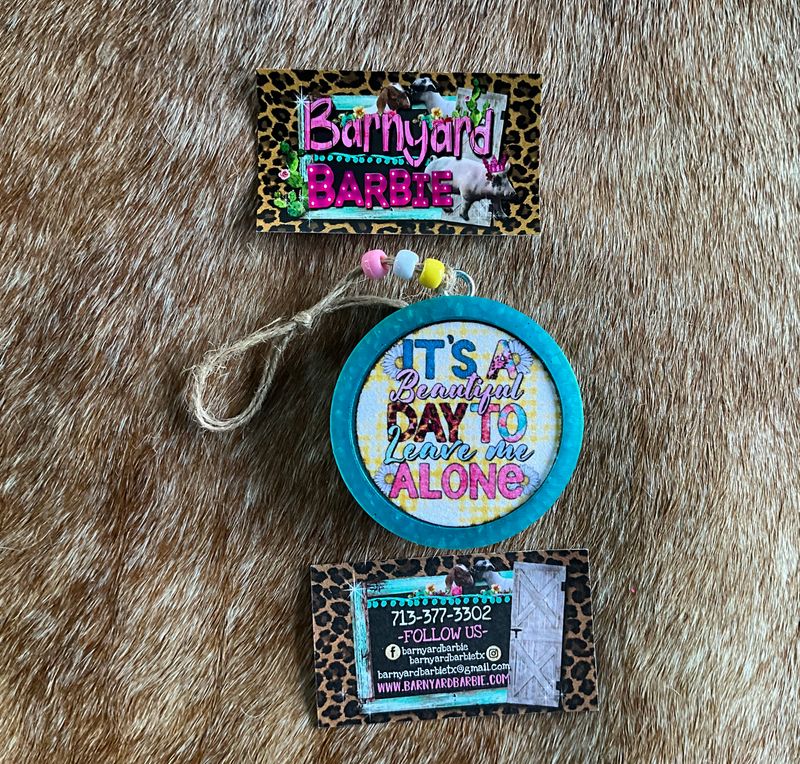 Barnyard
BARBIE
IT'S A
Beautiful
DAY TO
Leave me
ALONE
713-377-3302
-FOLLOW US-
barnyardbarbie
barnyardbarbietx
barnyardbarbietx@gmail.com
WWW.BARNYARDBARBIE.COM